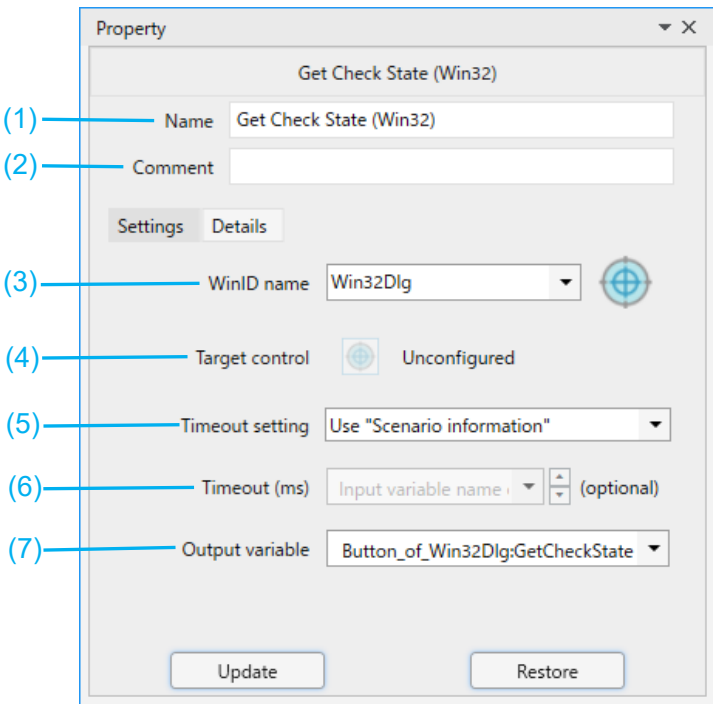 Property
Get Check State (Win32)
(1) Name Get Check State (Win32)
(2) Comment
Settings Details
(3) WinID name Win32Dlg
(4) Target control Unconfigured
(5) Timeout setting Use "Scenario information"
(6) Timeout (ms) Input variable name (optional)
(7) Output variable Button_of_Win32Dlg:GetCheckState
Update Restore